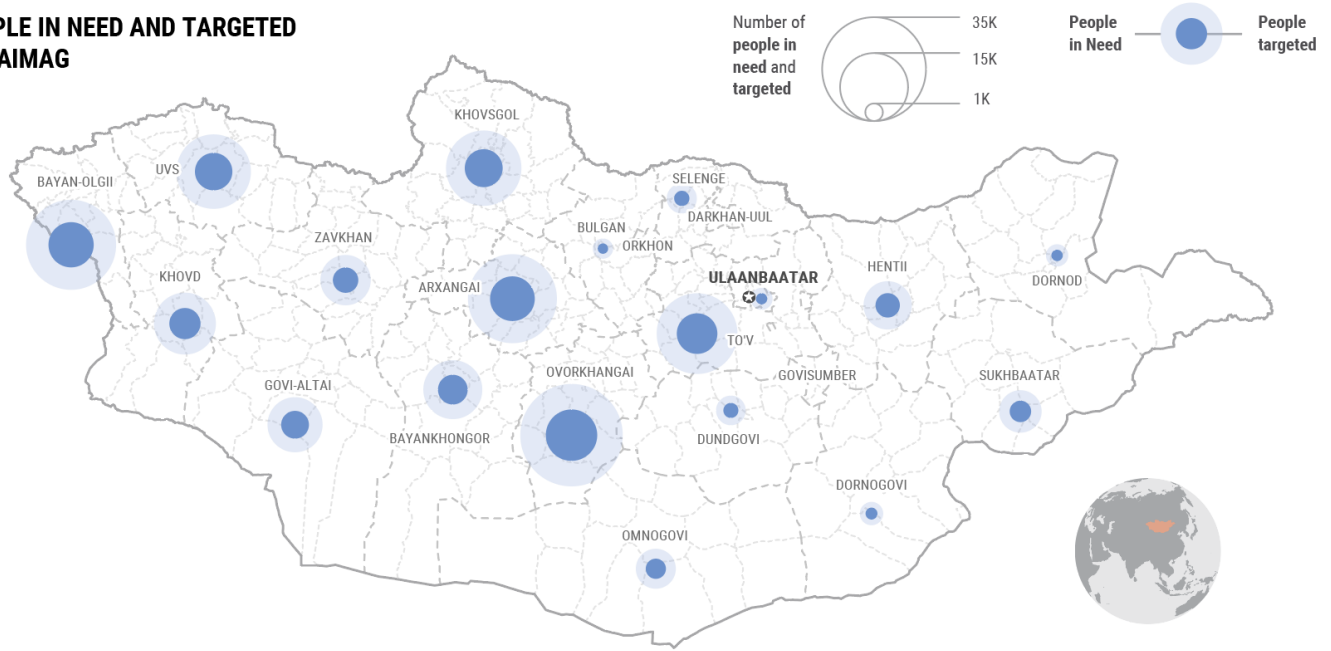 PLE IN NEED AND TARGETED
AIMAG
Number of
people in
need and
targeted
35K
15K
1K
People
in Need
People
targeted
KHOVSGOL
UVS
BAYAN-OLGII
SELENGE
DARKHAN-UUL
BULGAN
ORKHON
ZAVKHAN
KHOVD
ARXANGAI
ULAANBAATAR
HENTII
DORNOD
TO'V
OVORKHANGAI
GOVISUMBER
SUKHBAATAR
GOVI-ALTAI
BAYANKHONGOR
DUNDGOVI
DORNOGOVI
OMNOGOVI